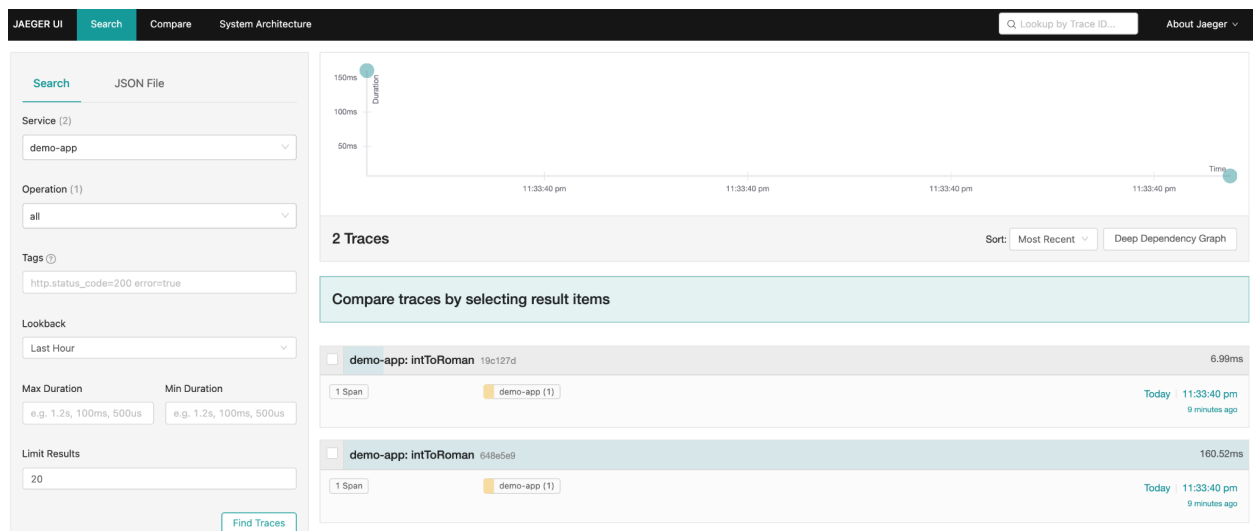 JAEGER UI Search Compare System Architecture Lookup by Trace ID... About Jaeger
Search JSON File
Service (2)
demo-app
Operation (1)
all
Tags
http.status_code=200 error=true
Lookback
Last Hour
Max Duration Min Duration
e.g. 1.2s, 100ms, 500us e.g. 1.2s, 100ms, 500us
Limit Results
20
Find Traces
Duration
150ms
100ms
50ms
Time
11:33:40 pm 11:33:40 pm 11:33:40 pm 11:33:40 pm
2 Traces Sort: Most Recent Deep Dependency Graph
Compare traces by selecting result items
demo-app: intToRoman 19c127d 6.99ms
1 Span demo-app (1) Today 11:33:40 pm
9 minutes ago
demo-app: intToRoman 648e5e9 160.52ms
1 Span demo-app (1) Today 11:33:40 pm
9 minutes ago